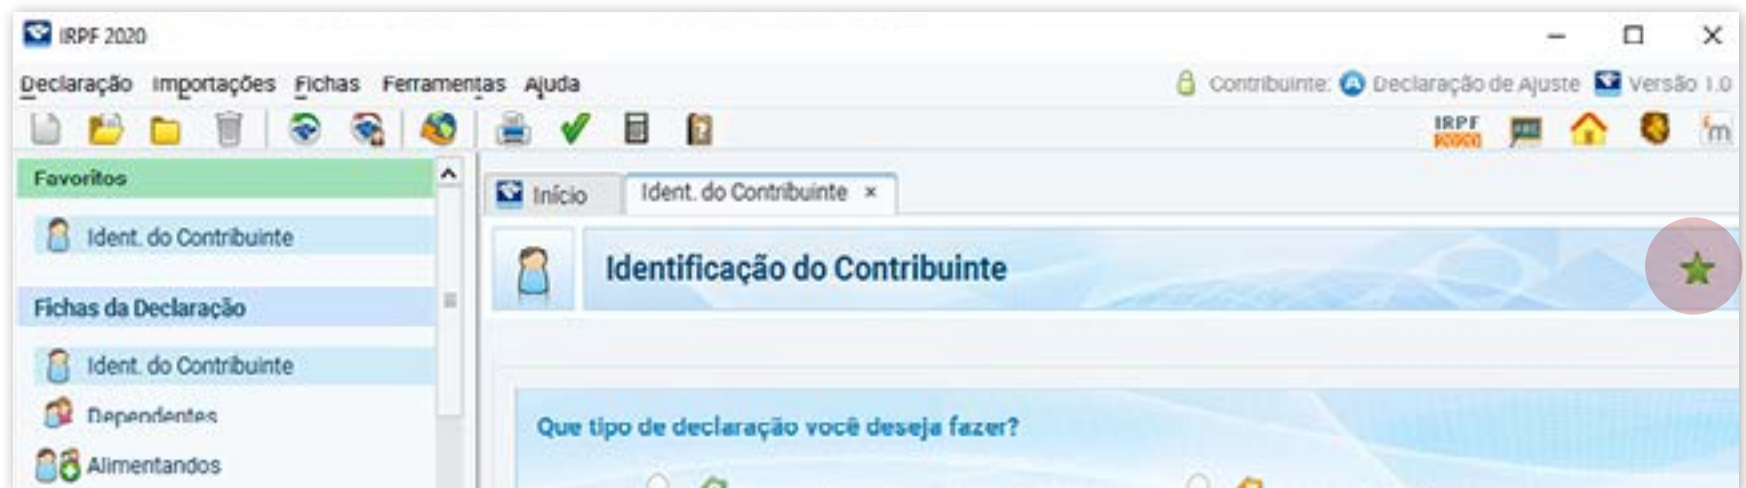 IRPF 2020
Declaração Importações Fichas Ferramentas Ajuda
Contribuinte: A Declaração de Ajuste Versão 1.0
IRPF
2020
Favoritos
Início
Ident. do Contribuinte ×
Ident. do Contribuinte
Identificação do Contribuinte
Fichas da Declaração
Ident. do Contribuinte
Dependentes
Que tipo de declaração você deseja fazer?
Alimentandos